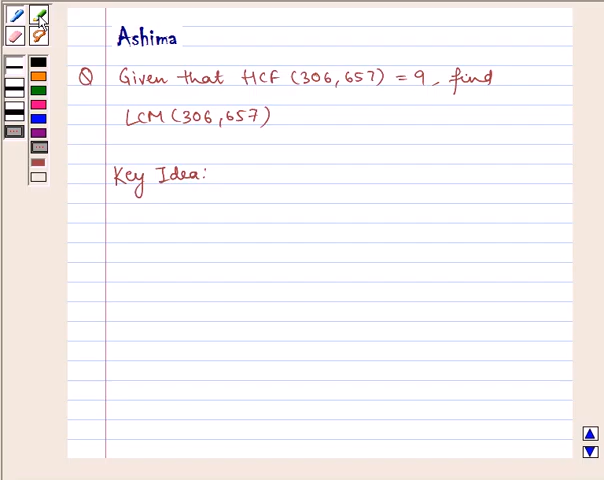 Ashima
Q Given that HCF (306,657) = 9, find
LCM (306,657)
Key Idea: